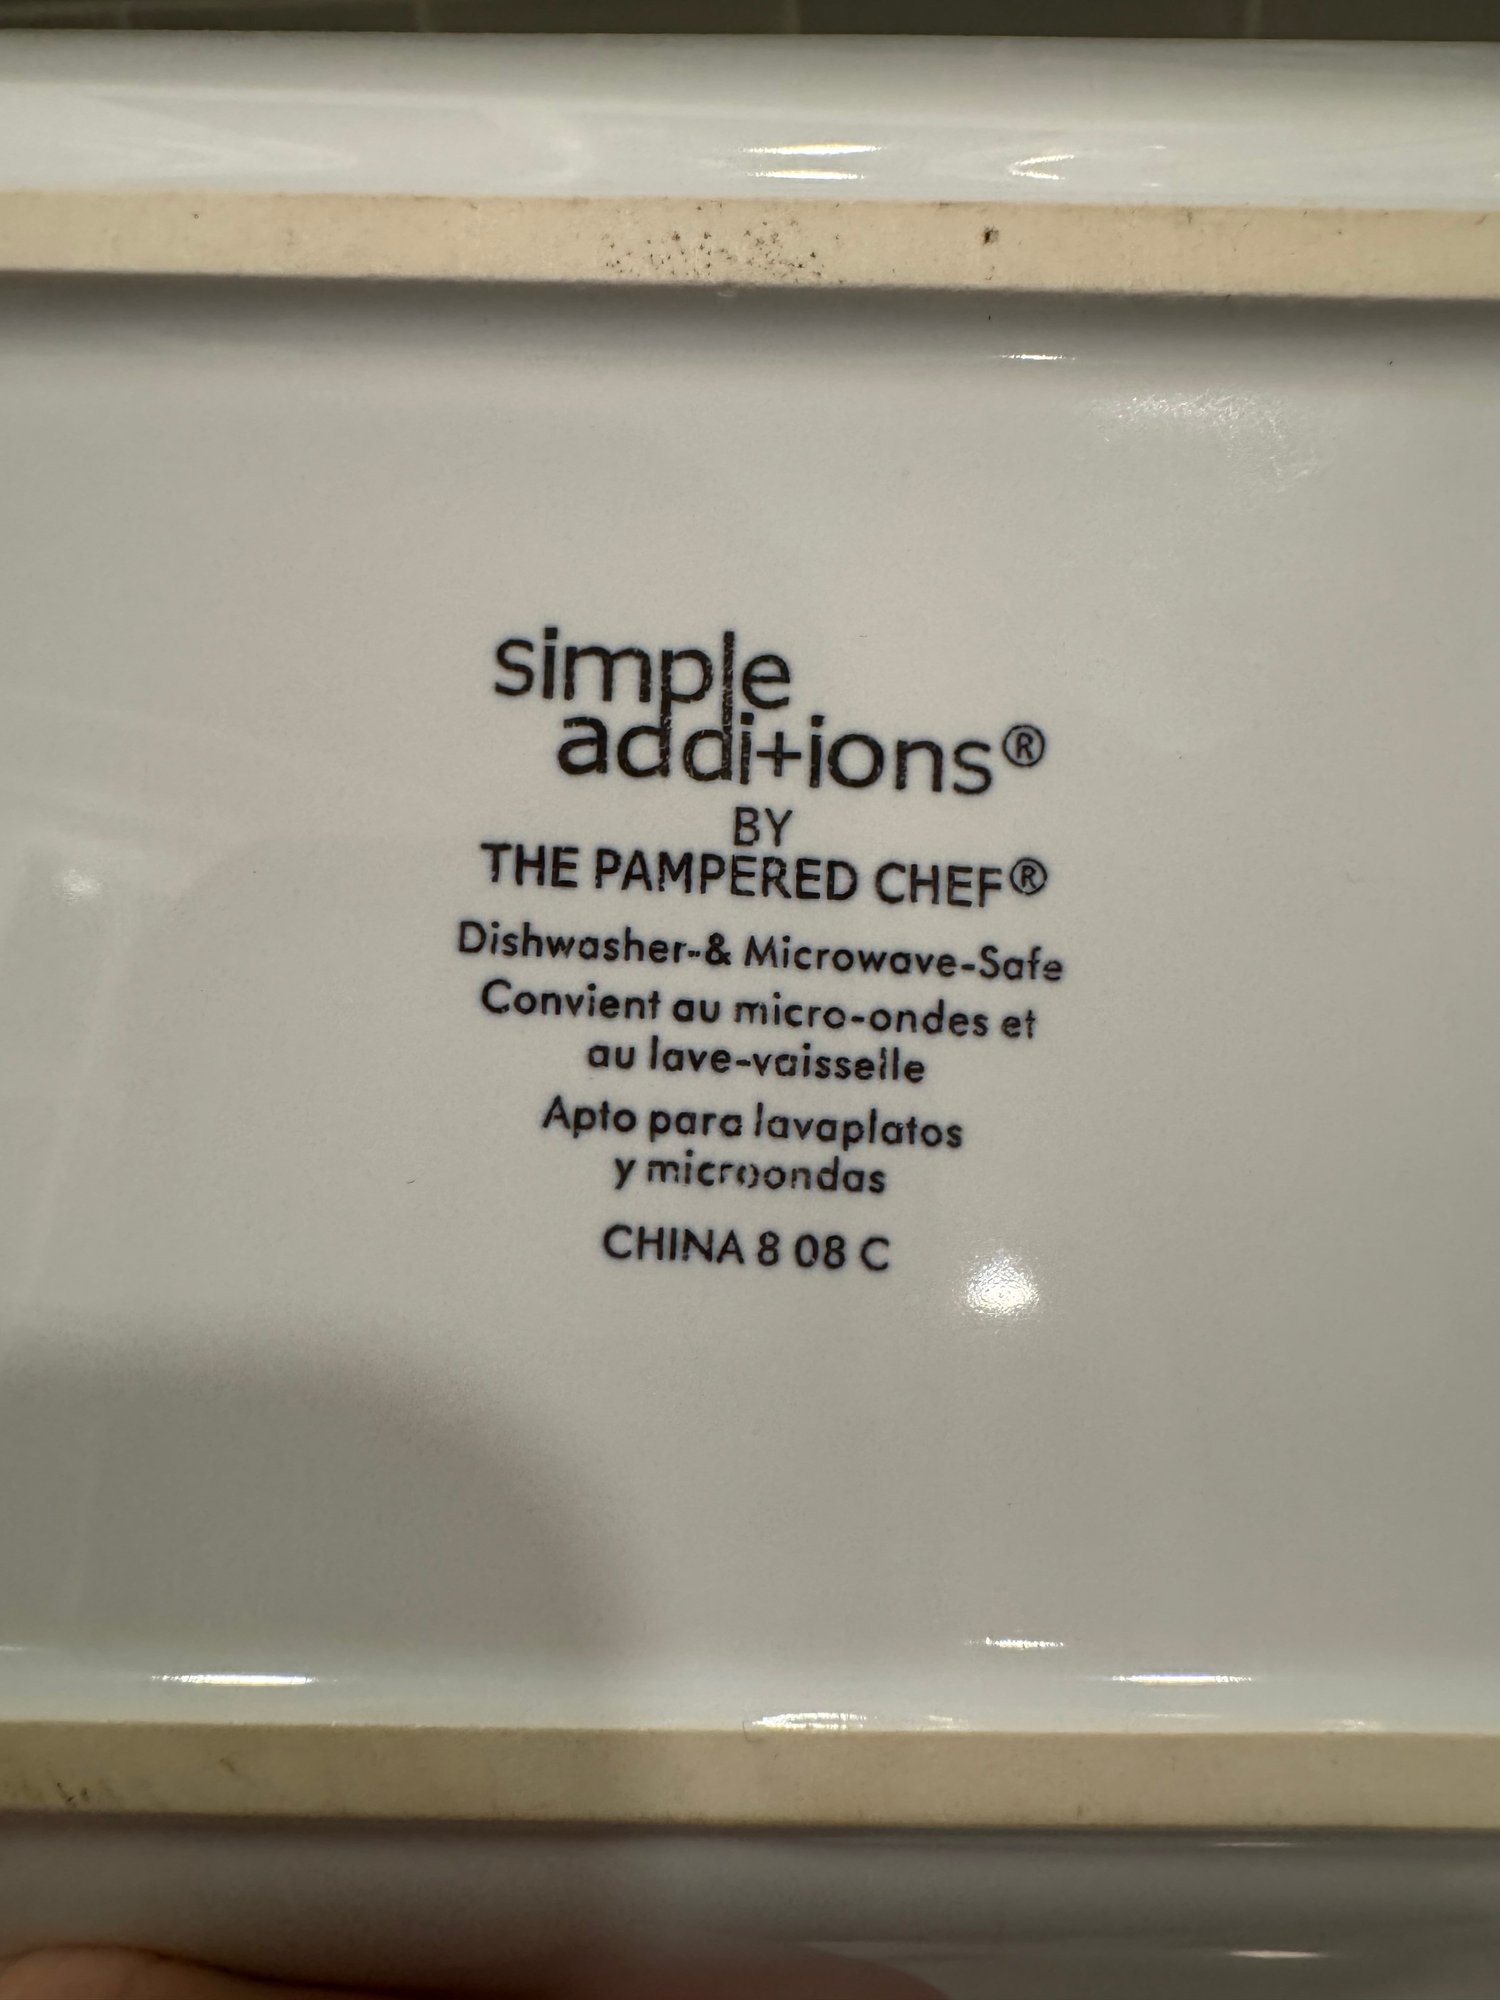 simple
addi+ions®
BY
THE PAMPERED CHEF®
Dishwasher-& Microwave-Safe
Convient au micro-ondes et
au lave-vaisselle
Apto para lavaplatos
y microondas
CHINA 8 08 C